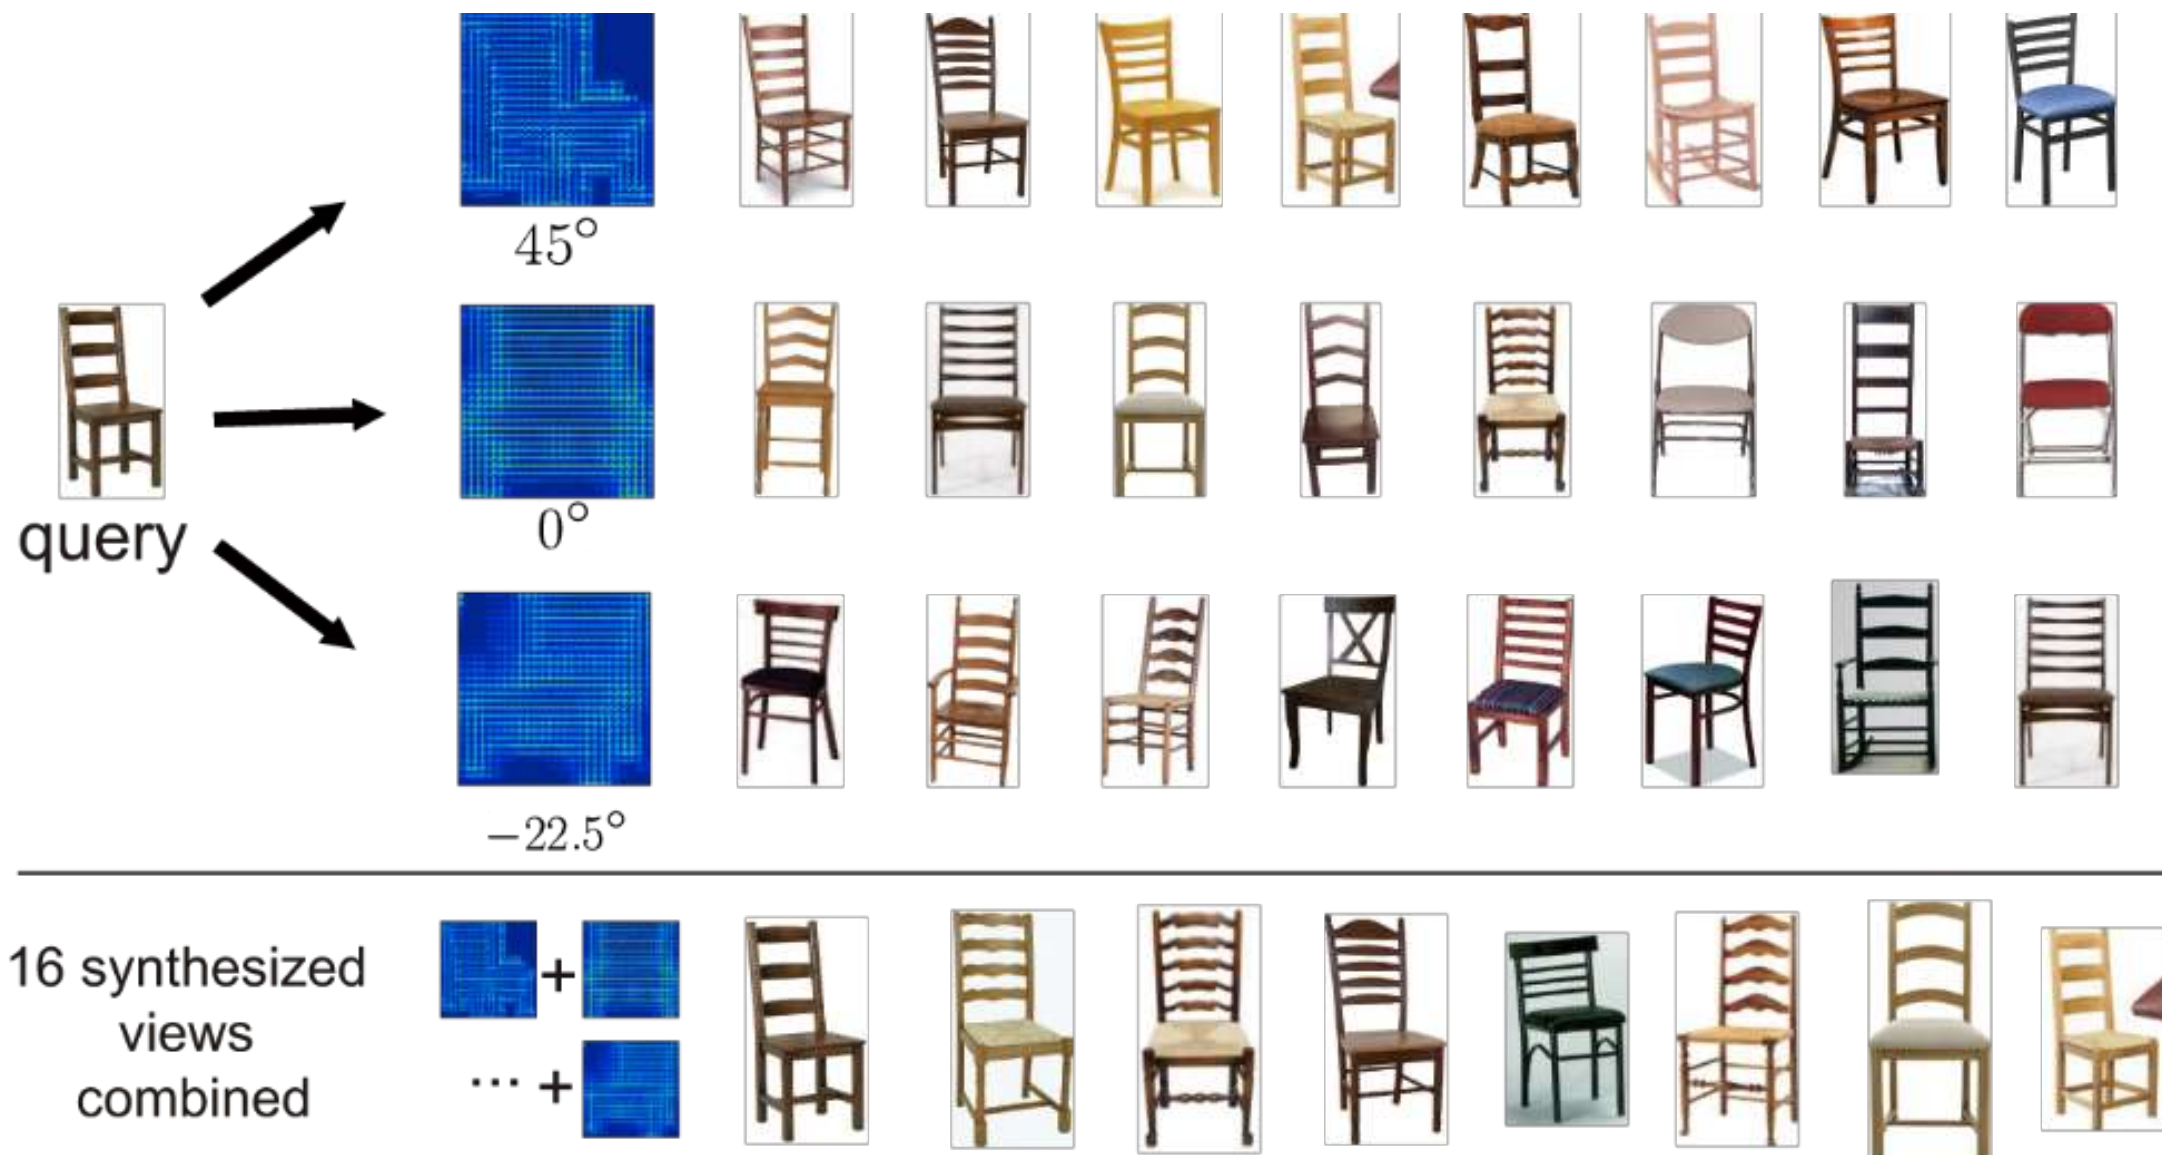 45°
query
0°
−22.5°
16 synthesized
views
combined
+
··· +